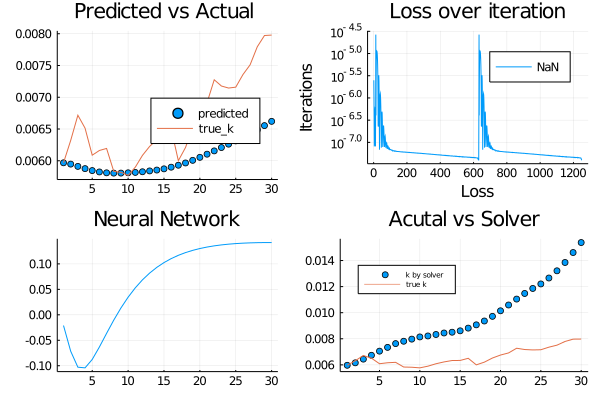 Predicted vs Actual
0.0080
0.0075
0.0070
0.0065
0.0060
predicted
true_k
5 10 15 20 25 30
Loss over iteration
10⁻⁴·⁵
10⁻⁵·⁰
10⁻⁵·⁵
10⁻⁶·⁰
10⁻⁶·⁵
10⁻⁷·⁰
Iterations
NaN
0 200 400 600 800 1000 1200
Loss
Neural Network
0.10
0.05
0.00
-0.05
-0.10
5 10 15 20 25 30
Acutal vs Solver
0.014
0.012
0.010
0.008
0.006
k by solver
true k
5 10 15 20 25 30